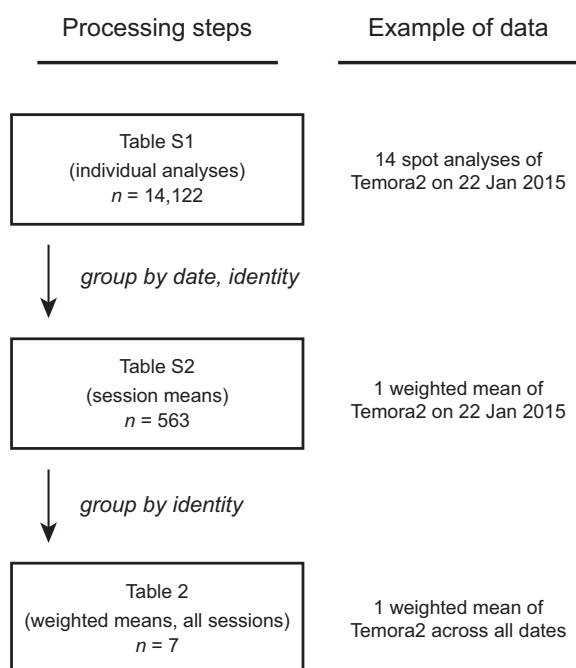 Processing steps
Example of data
Table S1
(individual analyses)
n = 14,122
14 spot analyses of
Temora2 on 22 Jan 2015
group by date, identity
Table S2
(session means)
n = 563
1 weighted mean of
Temora2 on 22 Jan 2015
group by identity
Table 2
(weighted means, all sessions)
n = 7
1 weighted mean of
Temora2 across all dates